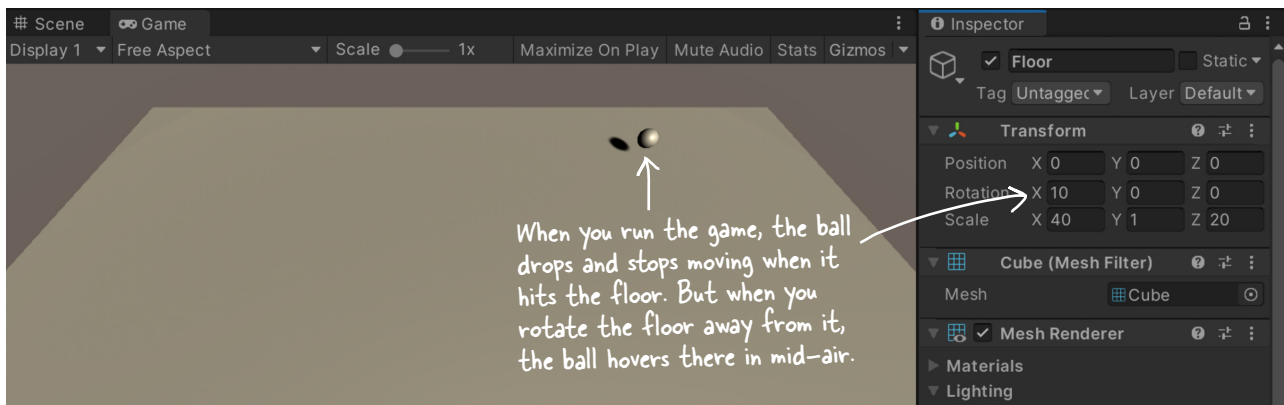 Scene Game Inspector
Display 1 Free Aspect Scale 1x Maximize On Play Mute Audio Stats Gizmos
Floor Static
Tag Untagged Layer Default
Transform
Position X 0 Y 0 Z 0
Rotation X 10 Y 0 Z 0
Scale X 40 Y 1 Z 20
When you run the game, the ball
drops and stops moving when it
hits the floor. But when you
rotate the floor away from it,
the ball hovers there in mid-air.
Cube (Mesh Filter)
Mesh Cube
Mesh Renderer
Materials
Lighting